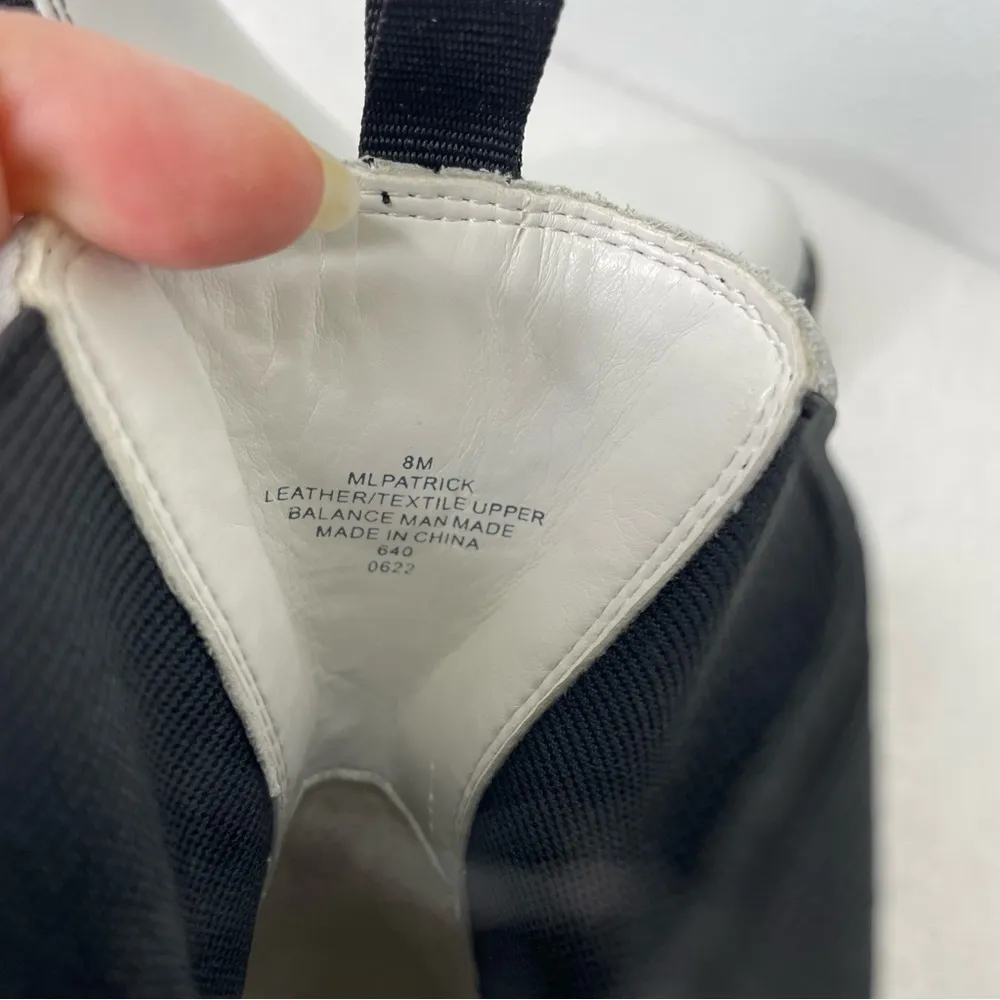 8M
MLPATRICK
LEATHER/TEXTILE UPPER
BALANCE MAN MADE
MADE IN CHINA
640
0622